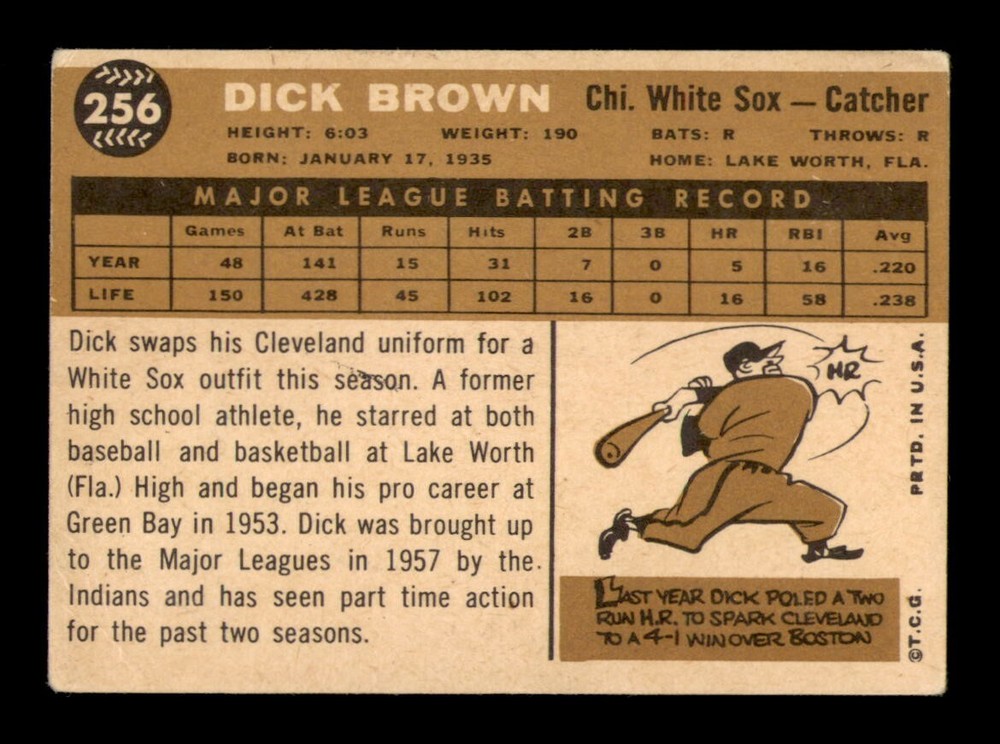 256
DICK BROWN Chi. White Sox — Catcher
HEIGHT: 6:03 WEIGHT: 190 BATS: R THROWS: R
BORN: JANUARY 17, 1935 HOME: LAKE WORTH, FLA.
MAJOR LEAGUE BATTING RECORD
Games At Bat Runs Hits 2B 3B HR RBI Avg
YEAR 48 141 15 31 7 0 5 16 .220
LIFE 150 428 45 102 16 0 16 58 .238
Dick swaps his Cleveland uniform for a
White Sox outfit this season. A former
high school athlete, he starred at both
baseball and basketball at Lake Worth
(Fla.) High and began his pro career at
Green Bay in 1953. Dick was brought up
to the Major Leagues in 1957 by the
Indians and has seen part time action
for the past two seasons.
HR
LAST YEAR DICK POLED A TWO
RUN H.R. TO SPARK CLEVELAND
TO A 4-1 WIN OVER BOSTON
©T.C.G. PRTD. IN U.S.A.